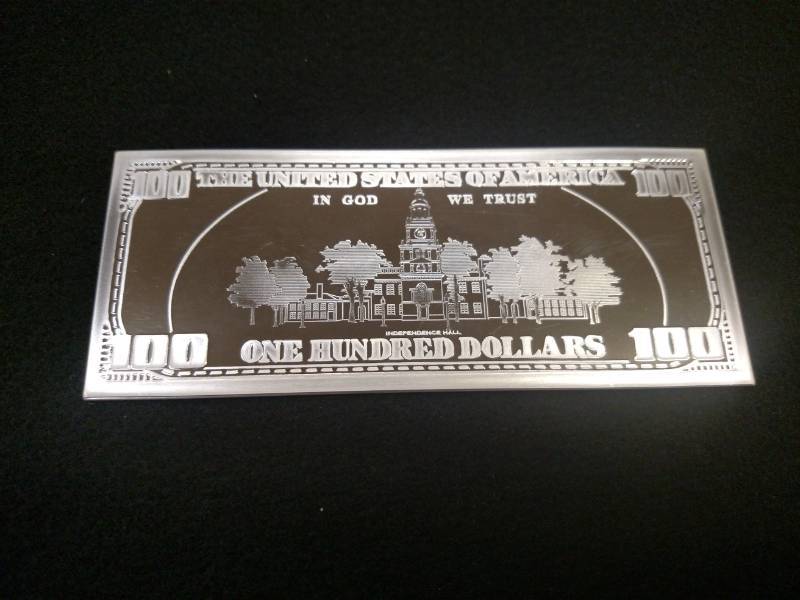 100 THE UNITED STATES OF AMERICA 100
IN GOD WE TRUST
INDEPENDENCE HALL
100 ONE HUNDRED DOLLARS 100